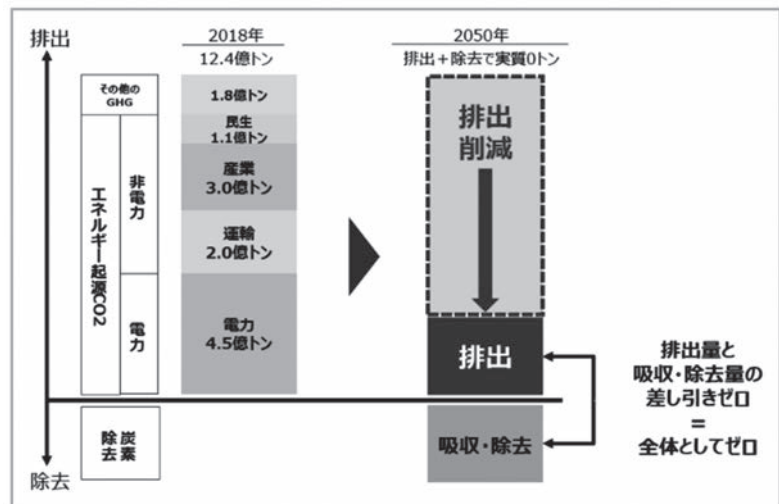 排出
2018年
12.4億トン
2050年
排出＋除去で実質0トン
その他の
GHG
エネルギー起源CO2
非電力
電力
1.8億トン
民生
1.1億トン
産業
3.0億トン
運輸
2.0億トン
電力
4.5億トン
排出
削減
排出
排出量と
吸収・除去量の
差し引きゼロ
=
全体としてゼロ
炭素
除去
吸収・除去
除去